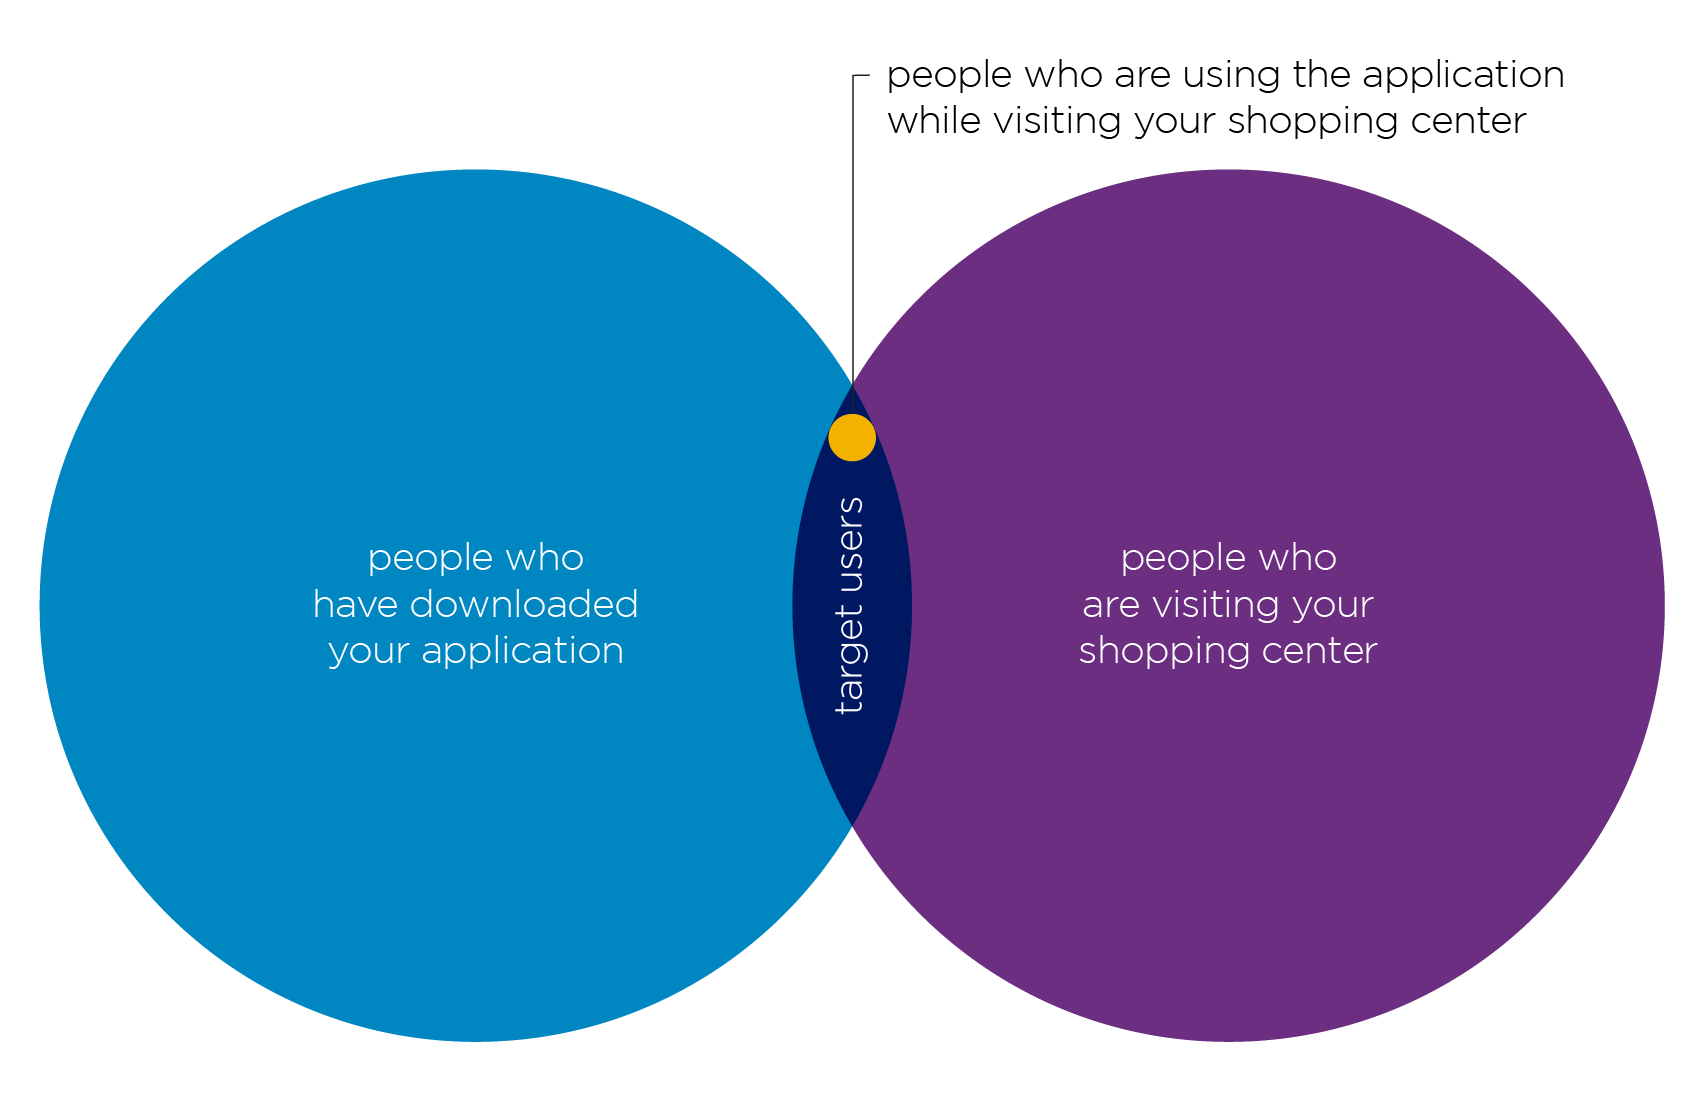 people who are using the application
while visiting your shopping center
people who
have downloaded
your application
target users
people who
are visiting your
shopping center